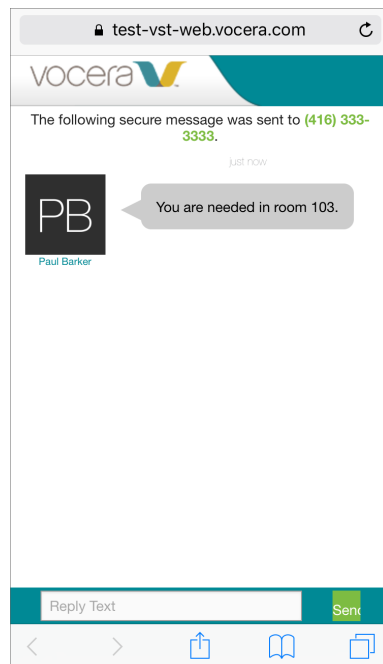 test-vst-web.vocera.com
vocera
The following secure message was sent to (416) 333-
3333.
just now
PB
You are needed in room 103.
Paul Barker
Reply Text
Send